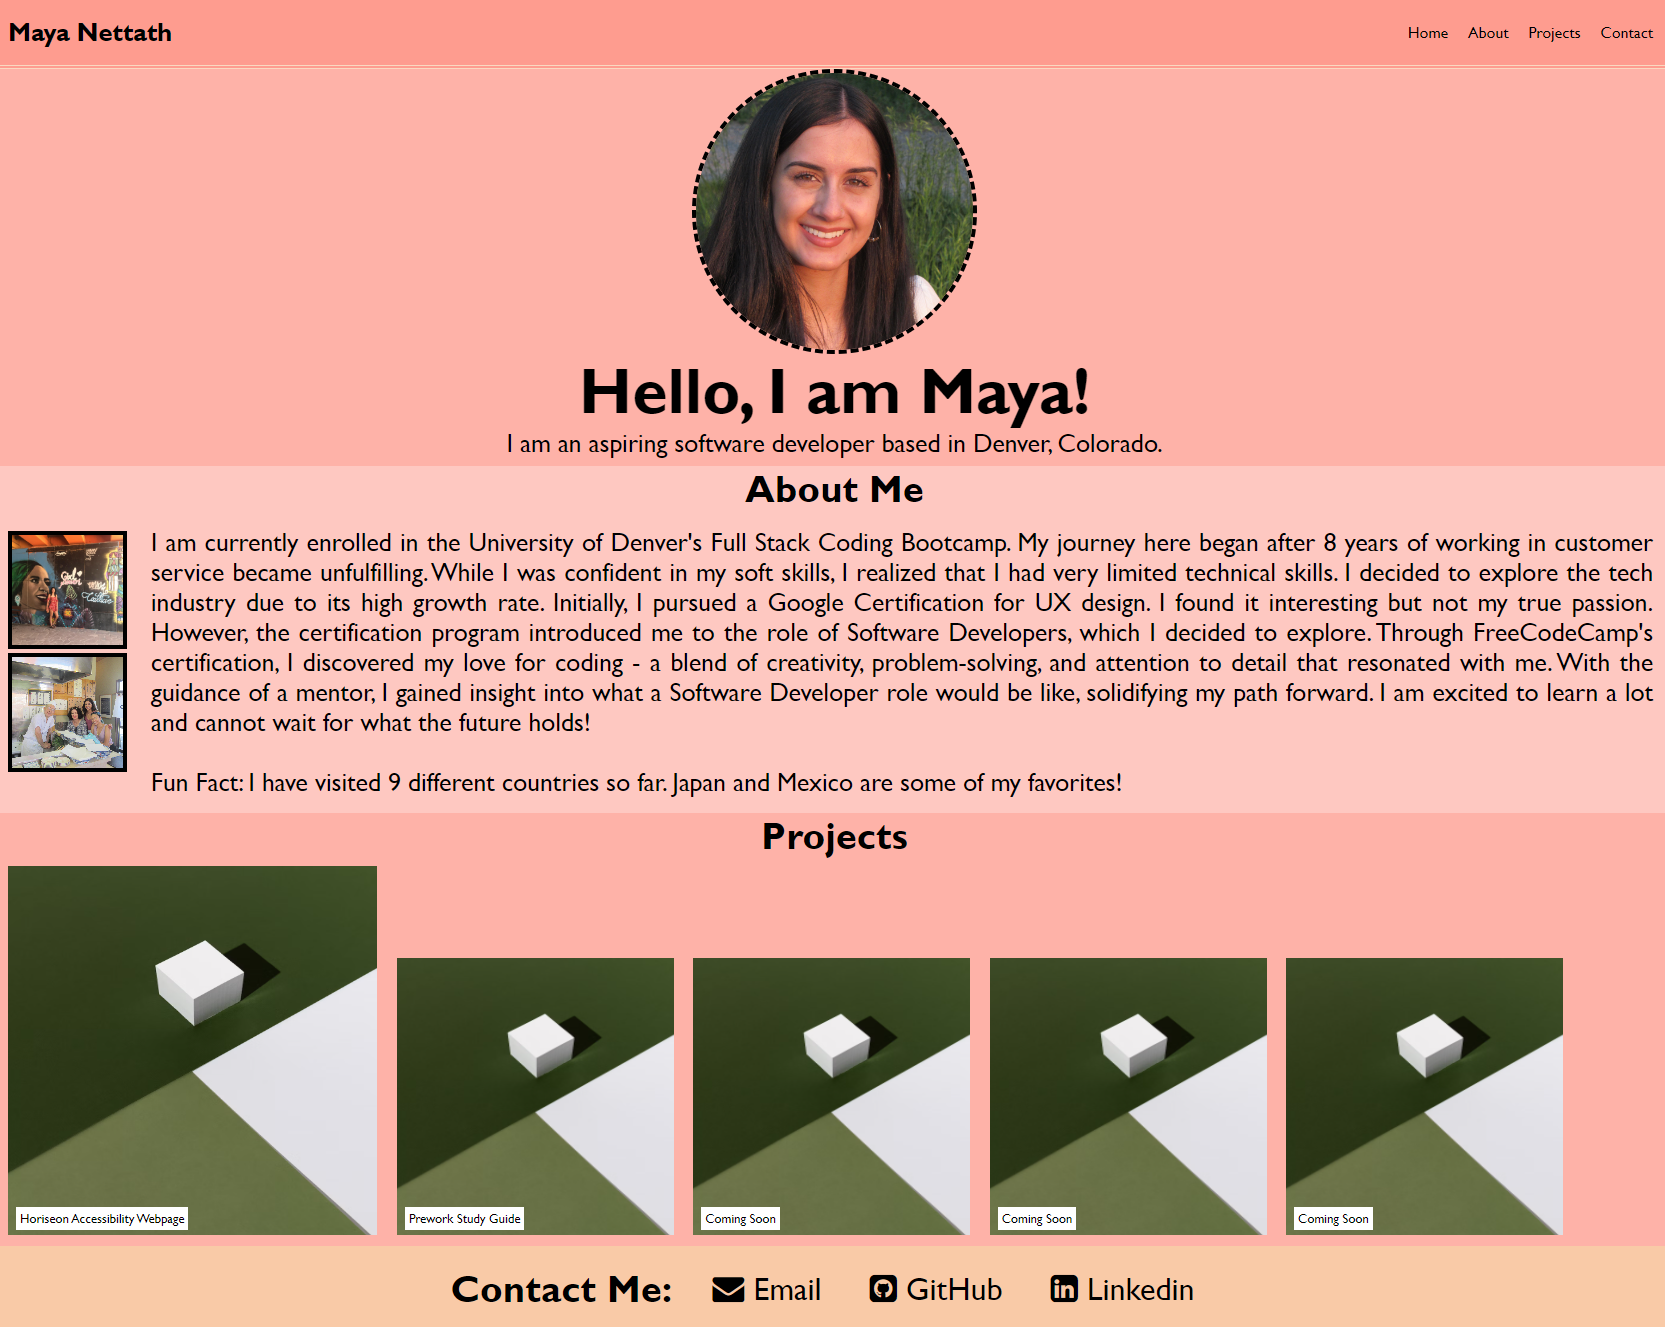 Maya Nettath
Home About Projects Contact
Hello, I am Maya!
I am an aspiring software developer based in Denver, Colorado.
About Me
I am currently enrolled in the University of Denver's Full Stack Coding Bootcamp. My journey here began after 8 years of working in customer
service became unfulfilling. While I was confident in my soft skills, I realized that I had very limited technical skills. I decided to explore the tech
industry due to its high growth rate. Initially, I pursued a Google Certification for UX design. I found it interesting but not my true passion.
However, the certification program introduced me to the role of Software Developers, which I decided to explore. Through FreeCodeCamp's
certification, I discovered my love for coding - a blend of creativity, problem-solving, and attention to detail that resonated with me. With the
guidance of a mentor, I gained insight into what a Software Developer role would be like, solidifying my path forward. I am excited to learn a lot
and cannot wait for what the future holds!
Fun Fact: I have visited 9 different countries so far. Japan and Mexico are some of my favorites!
Projects
Horiseon Accessibility Webpage
Prework Study Guide
Coming Soon
Coming Soon
Coming Soon
Contact Me: Email GitHub Linkedin